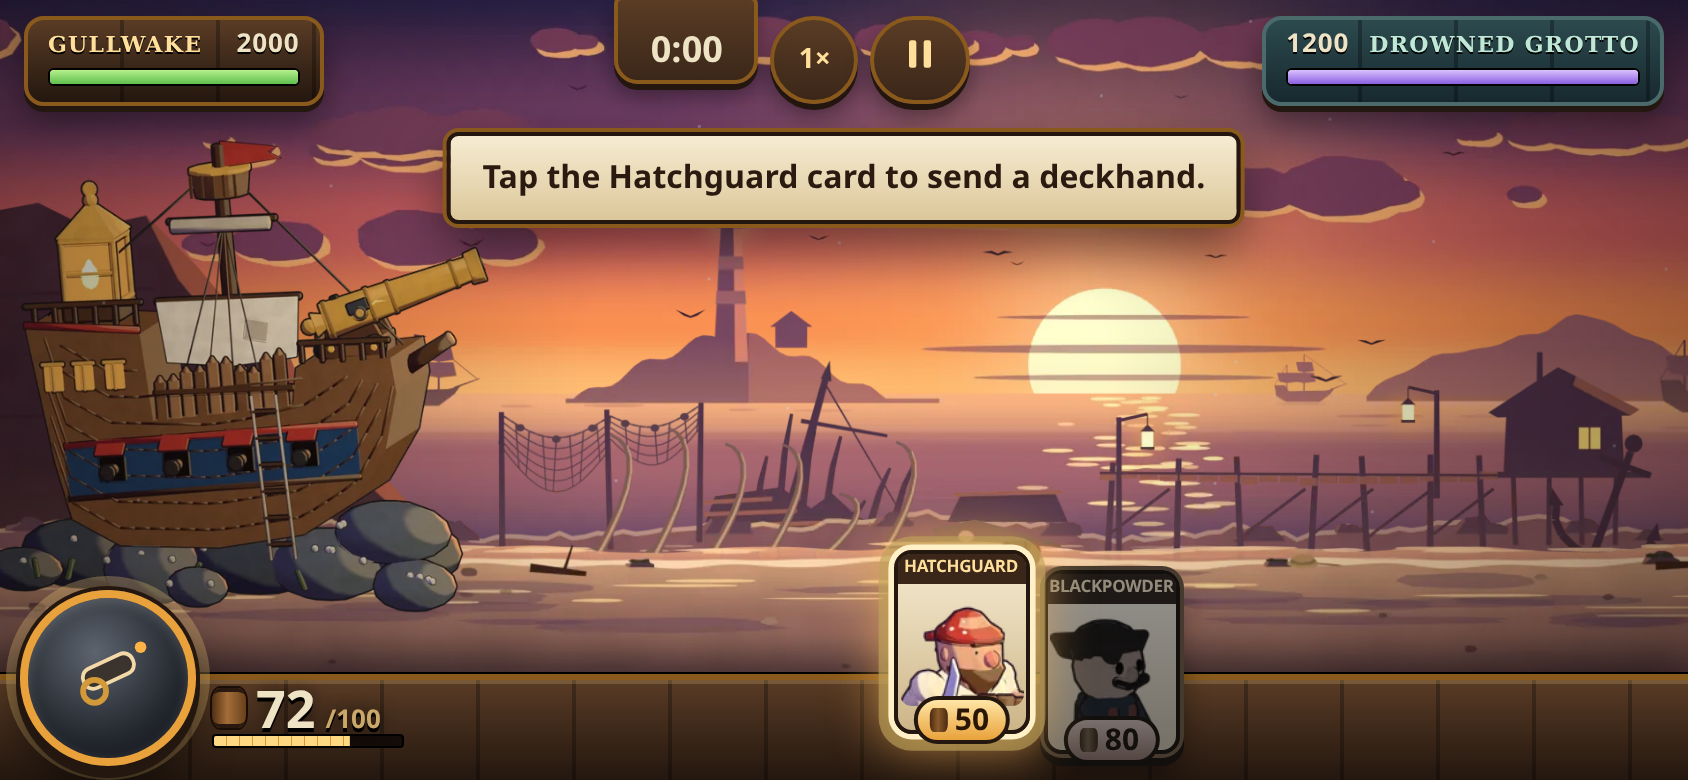 GULLWAKE 2000
0:00
1×
1200 DROWNED GROTTO
Tap the Hatchguard card to send a deckhand.
HATCHGUARD
50
BLACKPOWDER
80
72 /100